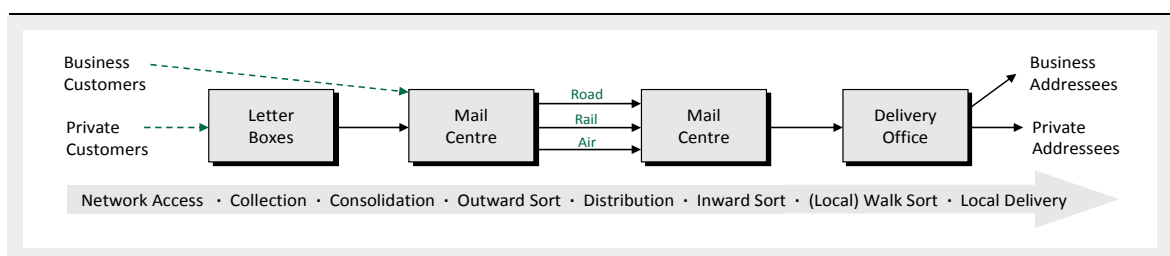 Business
Customers
Private
Customers
Letter
Boxes
Mail
Centre
Road
Rail
Air
Mail
Centre
Delivery
Office
Business
Addressees
Private
Addressees
Network Access · Collection · Consolidation · Outward Sort · Distribution · Inward Sort · (Local) Walk Sort · Local Delivery